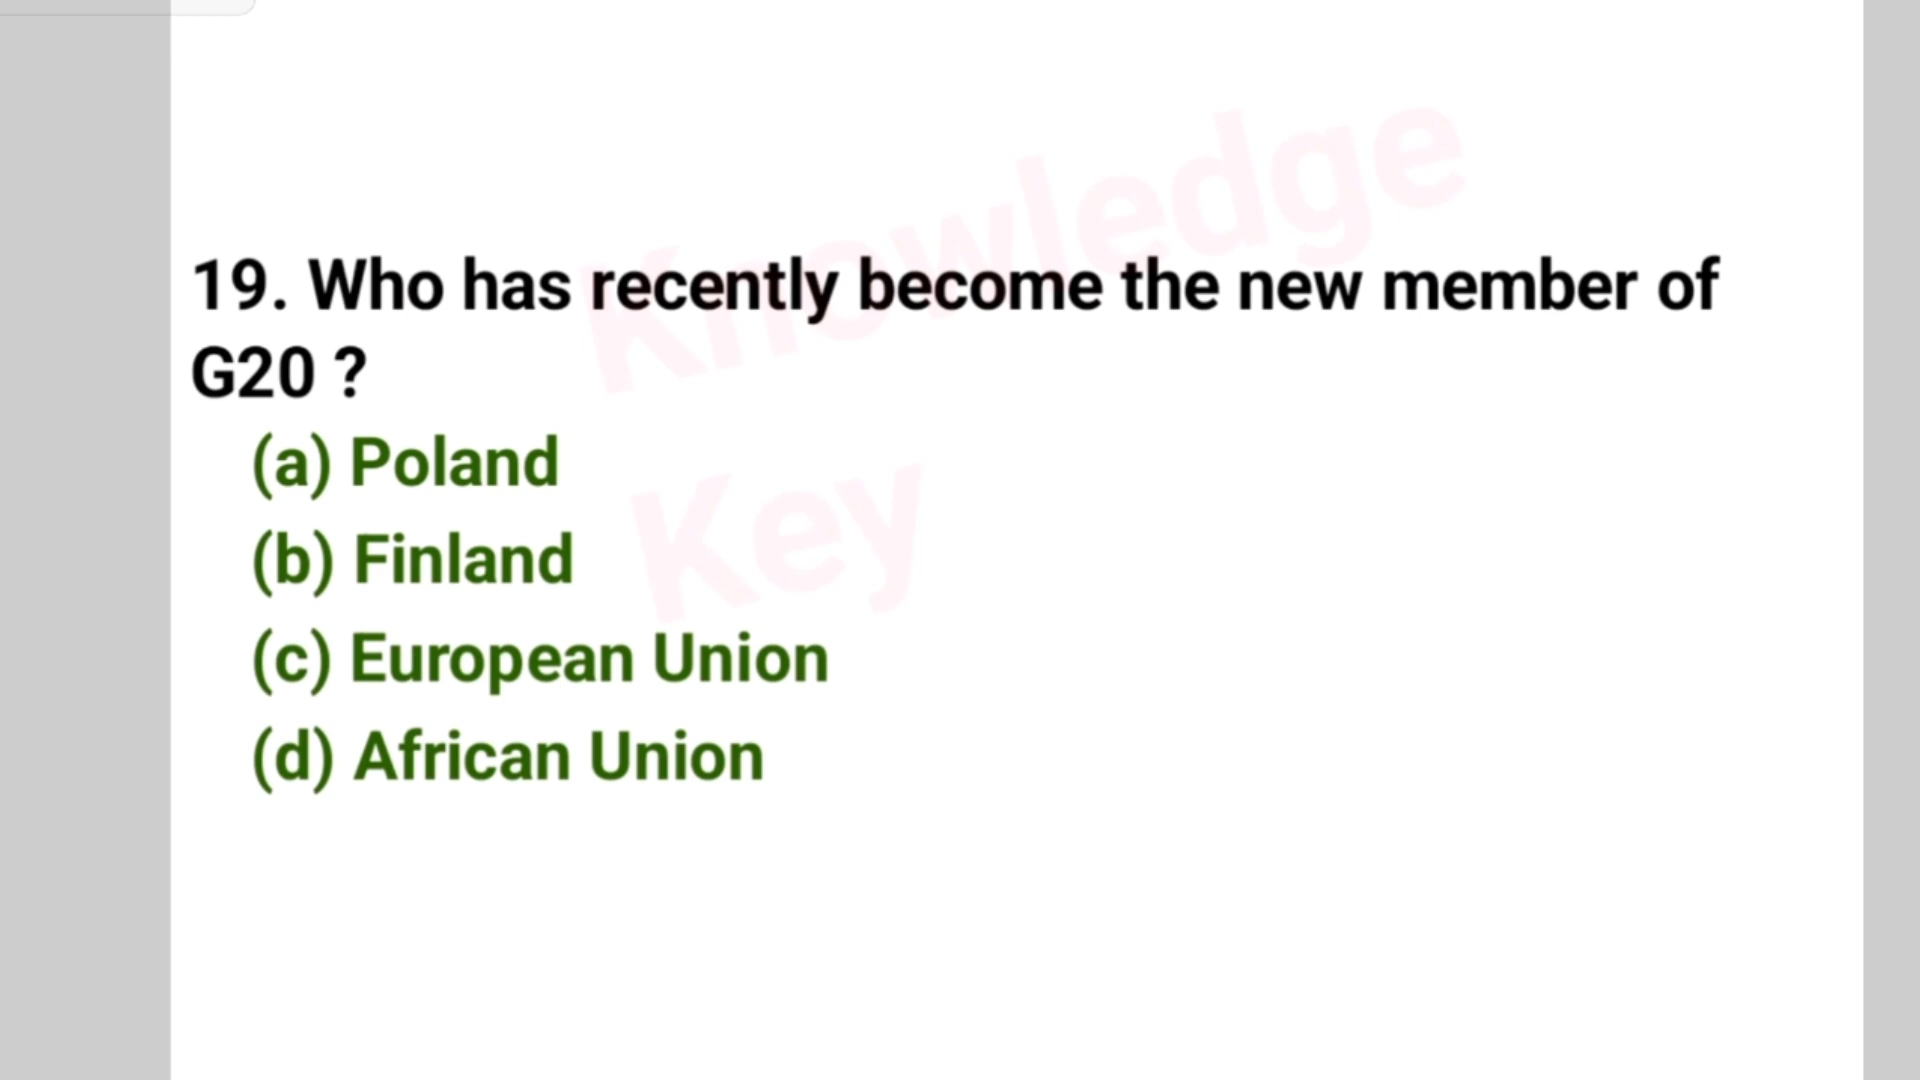 Knowledge
19. Who has recently become the new member of
G20 ?
(a) Poland
Key
(b) Finland
(c) European Union
(d) African Union